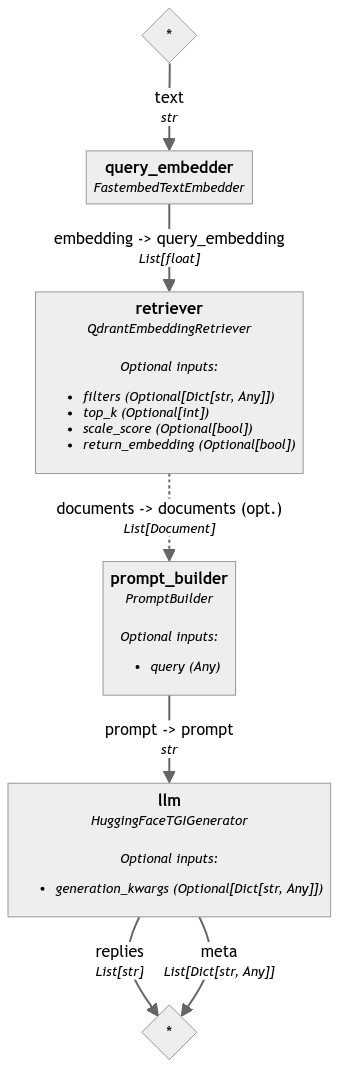 *
text
str
query_embedder
FastembedTextEmbedder
embedding -> query_embedding
List[float]
retriever
QdrantEmbeddingRetriever
Optional inputs:
• filters (Optional[Dict[str, Any]])
• top_k (Optional[int])
• scale_score (Optional[bool])
• return_embedding (Optional[bool])
documents -> documents (opt.)
List[Document]
prompt_builder
PromptBuilder
Optional inputs:
• query (Any)
prompt -> prompt
str
llm
HuggingFaceTGIGenerator
Optional inputs:
• generation_kwargs (Optional[Dict[str, Any]])
replies
List[str]
meta
List[Dict[str, Any]]
*